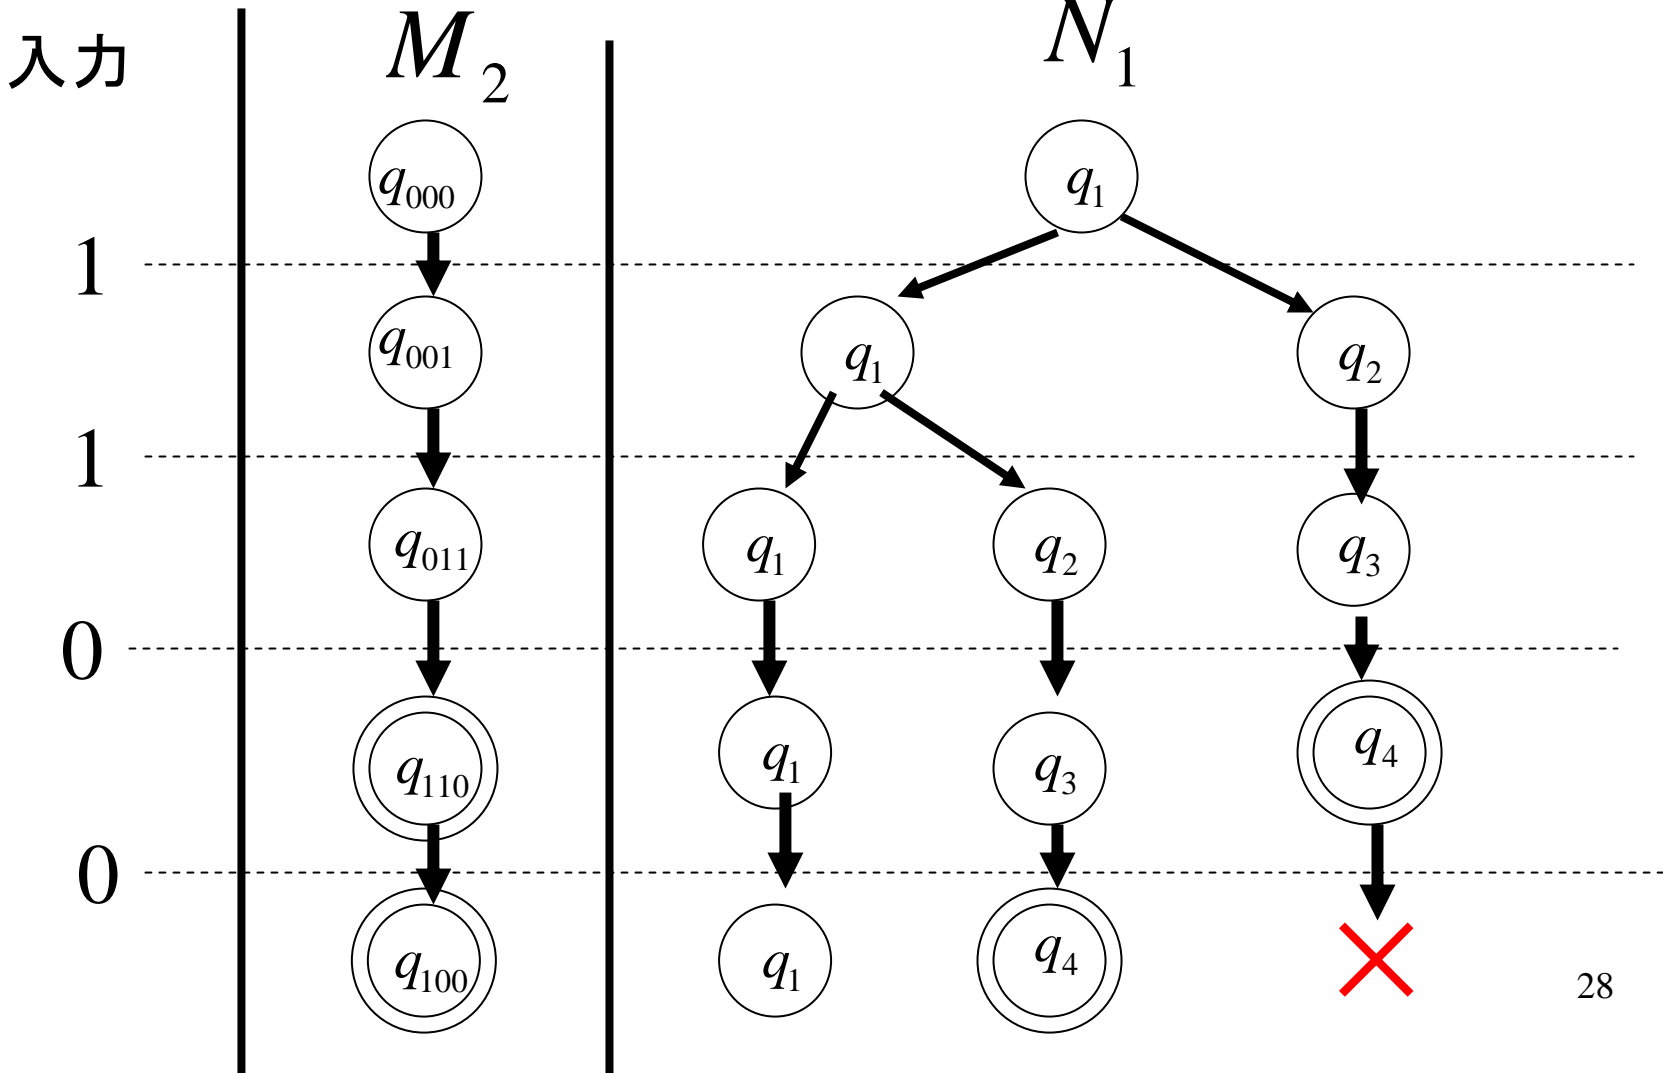 入力 M₂ N₁
q₀₀₀ q₁
1
q₀₀₁ q₁ q₂
1
q₀₁₁ q₁ q₂ q₃
0
q₁₁₀ q₁ q₃ q₄
0
q₁₀₀ q₁ q₄
28